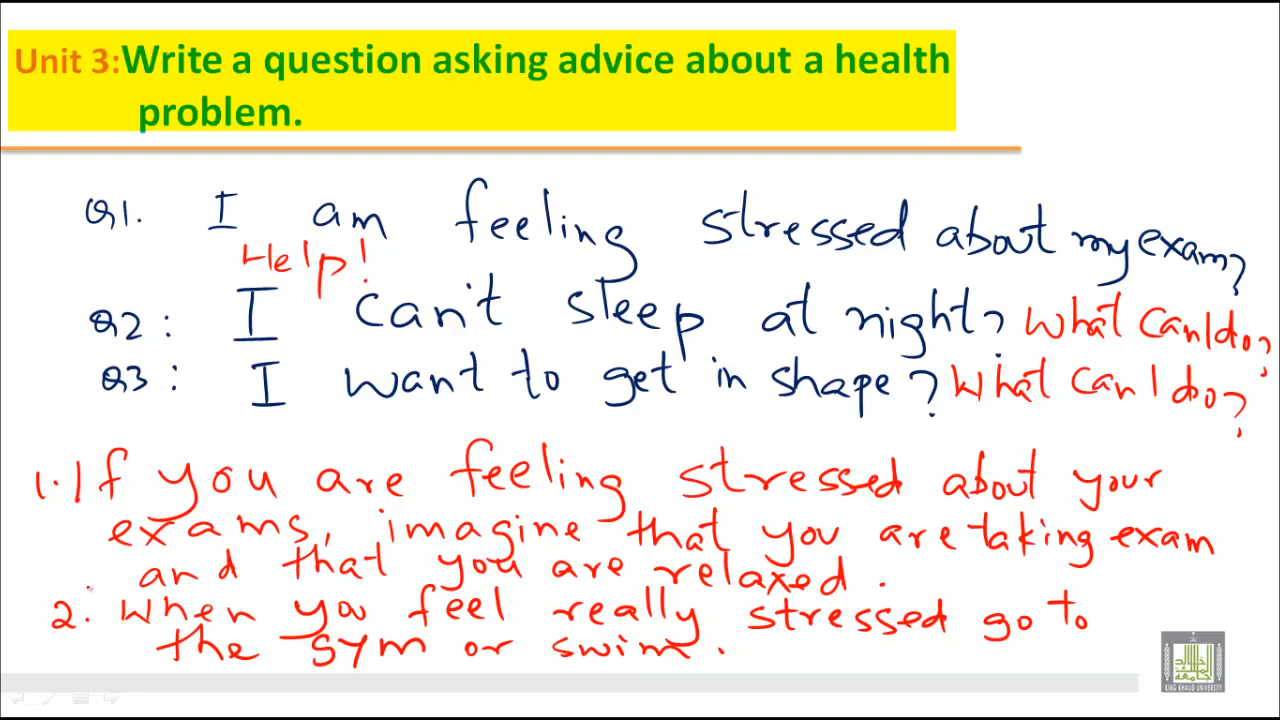 Unit 3:Write a question asking advice about a health
problem.
Q1. I am feeling stressed about my exam?
Help!
Q2: I can't sleep at night? What can I do?
Q3: I want to get in shape? What can I do?
1. If you are feeling stressed about your
exams, imagine that you are taking exam
and that you are relaxed.
2. When you feel really stressed go to
the gym or swim.
KING KHALID UNIVERSITY